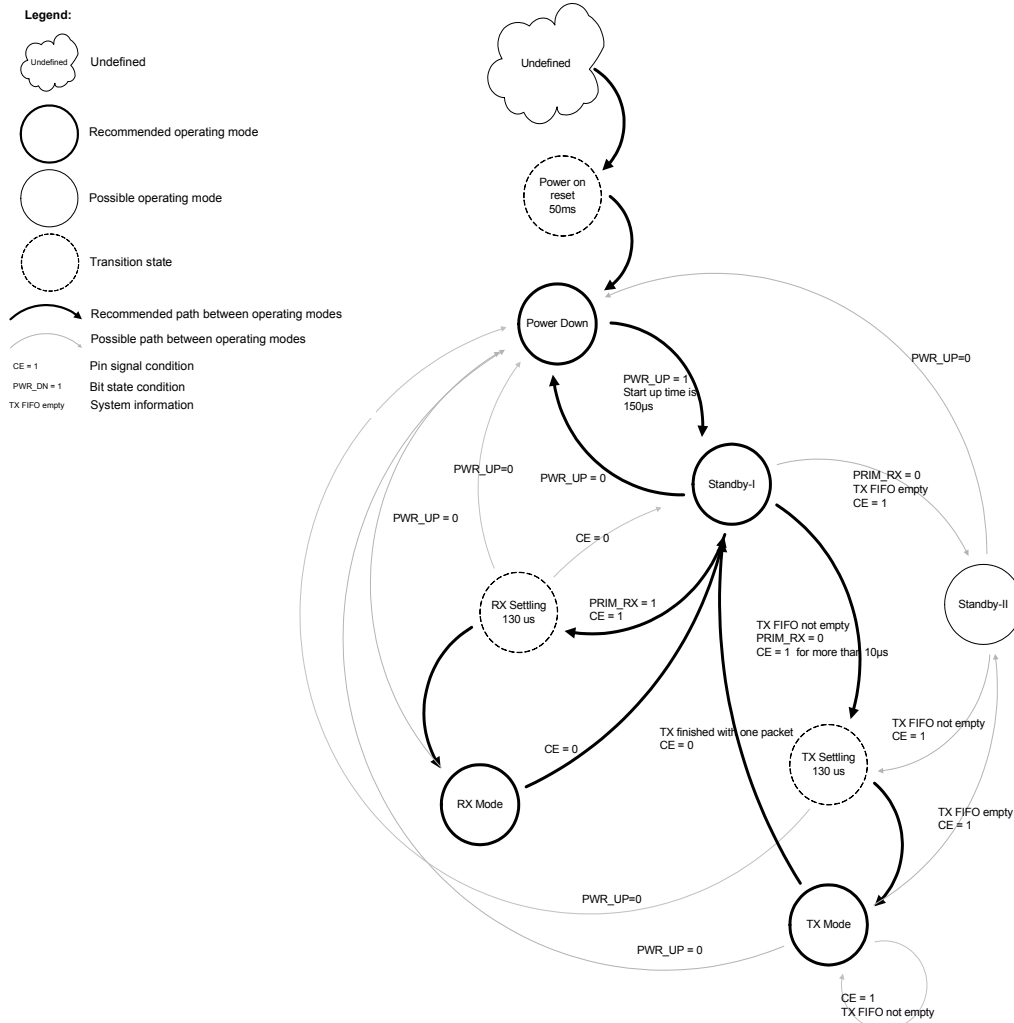 Legend:
Undefined
Undefined
Recommended operating mode
Possible operating mode
Transition state
Recommended path between operating modes
Possible path between operating modes
CE = 1
Pin signal condition
PWR_DN = 1
Bit state condition
TX FIFO empty
System information
Undefined
Power on
reset
50ms
Power Down
PWR_UP=0
PWR_UP = 1
Start up time is
150µs
PWR_UP=0
PWR_UP = 0
Standby-I
PRIM_RX = 0
TX FIFO empty
CE = 1
PWR_UP = 0
CE = 0
RX Settling
130 us
PRIM_RX = 1
CE = 1
Standby-II
TX FIFO not empty
PRIM_RX = 0
CE = 1 for more than 10µs
TX FIFO not empty
CE = 1
TX finished with one packet
CE = 0
CE = 0
TX Settling
130 us
RX Mode
TX FIFO empty
CE = 1
PWR_UP=0
TX Mode
PWR_UP = 0
CE = 1
TX FIFO not empty